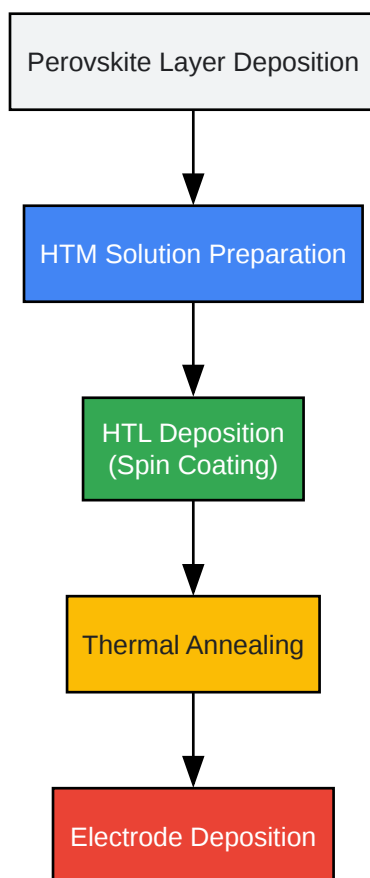 Perovskite Layer Deposition
HTM Solution Preparation
HTL Deposition
(Spin Coating)
Thermal Annealing
Electrode Deposition